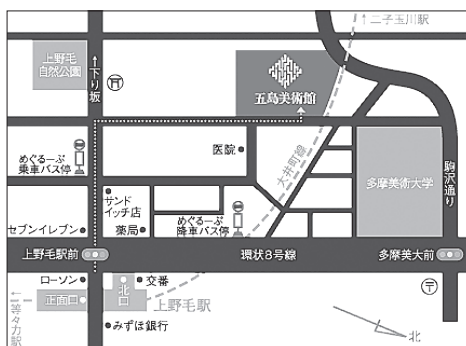 ↑二子玉川駅
上野毛
自然公園
↑下り坂
五島美術館
医院
大井町線
めぐるーぷ
乗車バス停
サンド
イッチ店
薬局
めぐるーぷ
降車バス停
多摩美術大学
駒沢通り
セブンイレブン
上野毛駅前
環状8号線
多摩美大前
ローソン
正面口
北口
交番
上野毛駅
←等々力駅
みずほ銀行
北